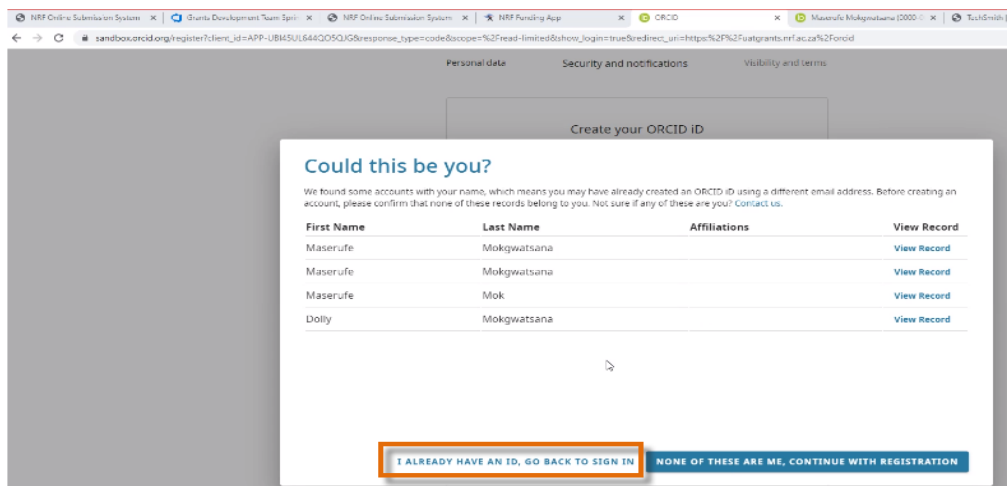 NRF Online Submission System Grants Development Team Sprin NRF Online Submission System NRF Funding App ORCID Maserufe Mokgwatsana (0000-0 TechSmith
sandbox.orcid.org/register?client_id=APP-UBI45UL644QO5QJG&response_type=code&scope=%2Fread-limited&show_login=true&redirect_uri=https:%2F%2Fuatgrants.nrf.ac.za%2Forcid
Personal data Security and notifications Visibility and terms
Create your ORCID iD
Could this be you?
We found some accounts with your name, which means you may have already created an ORCID iD using a different email address. Before creating an
account, please confirm that none of these records belong to you. Not sure if any of these are you? Contact us.
First Name Last Name Affiliations View Record
Maserufe Mokgwatsana View Record
Maserufe Mokgwatsana View Record
Maserufe Mok View Record
Dolly Mokgwatsana View Record
I ALREADY HAVE AN ID, GO BACK TO SIGN IN NONE OF THESE ARE ME, CONTINUE WITH REGISTRATION